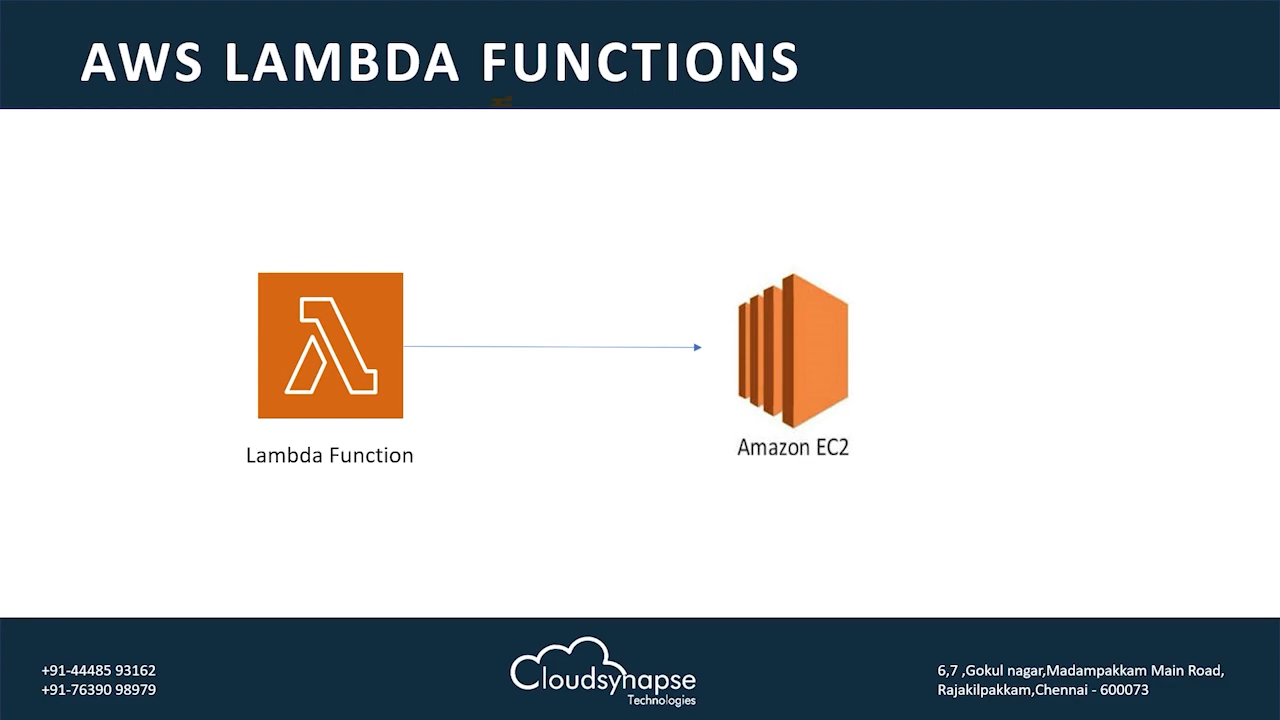 AWS LAMBDA FUNCTIONS
Lambda Function
Amazon EC2
+91-44485 93162
+91-76390 98979
Cloudsynapse
Technologies
6,7 ,Gokul nagar,Madampakkam Main Road,
Rajakilpakkam,Chennai - 600073